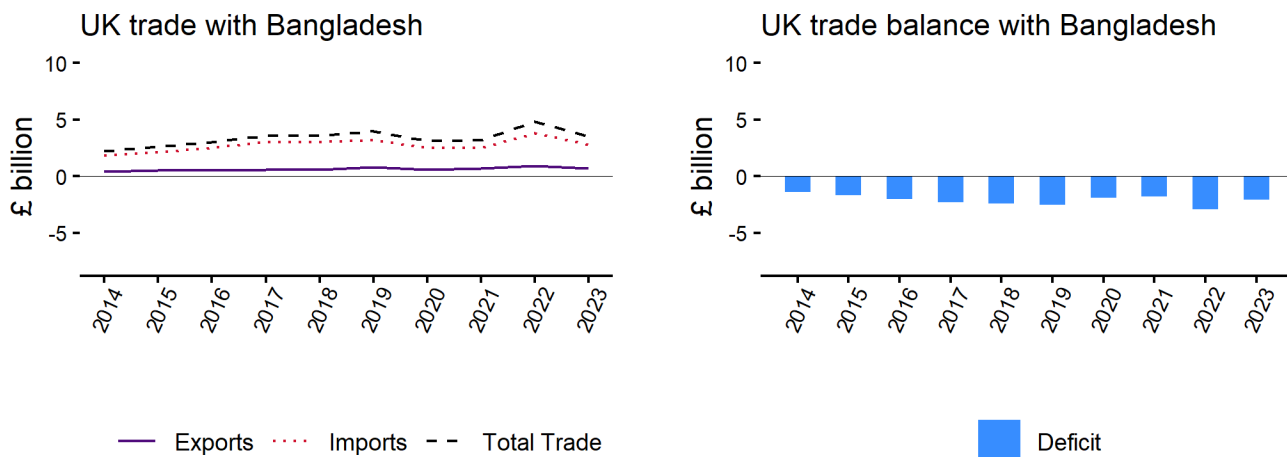 UK trade with Bangladesh
10
5
0
-5
£ billion
2014 2015 2016 2017 2018 2019 2020 2021 2022 2023
Exports Imports Total Trade
UK trade balance with Bangladesh
10
5
0
-5
£ billion
2014 2015 2016 2017 2018 2019 2020 2021 2022 2023
Deficit